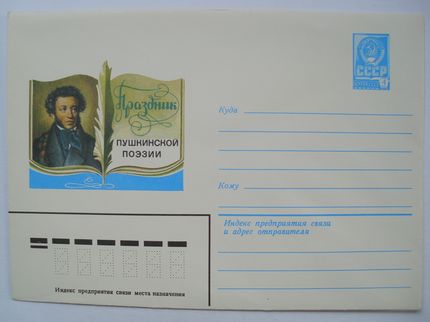 Праздник
ПУШКИНСКОЙ
ПОЭЗИИ
СССР
Куда
Кому
Индекс предприятия связи
и адрес отправителя
Индекс предприятия связи места назначения